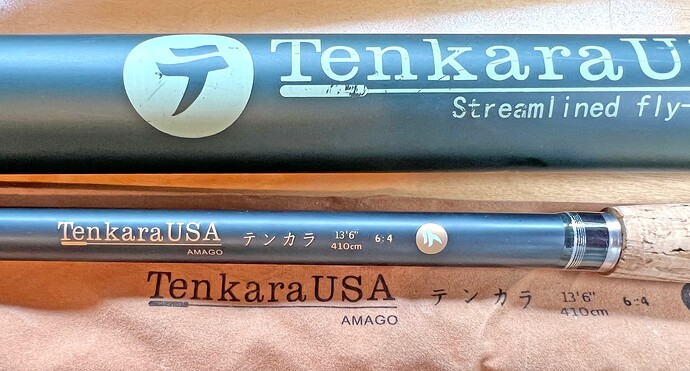 テ TenkaraU
Streamlined fly-
TenkaraUSA テンカラ 13'6" 6:4 テ
AMAGO 410cm
TenkaraUSA テンカラ 13'6" 6:4
AMAGO 410cm